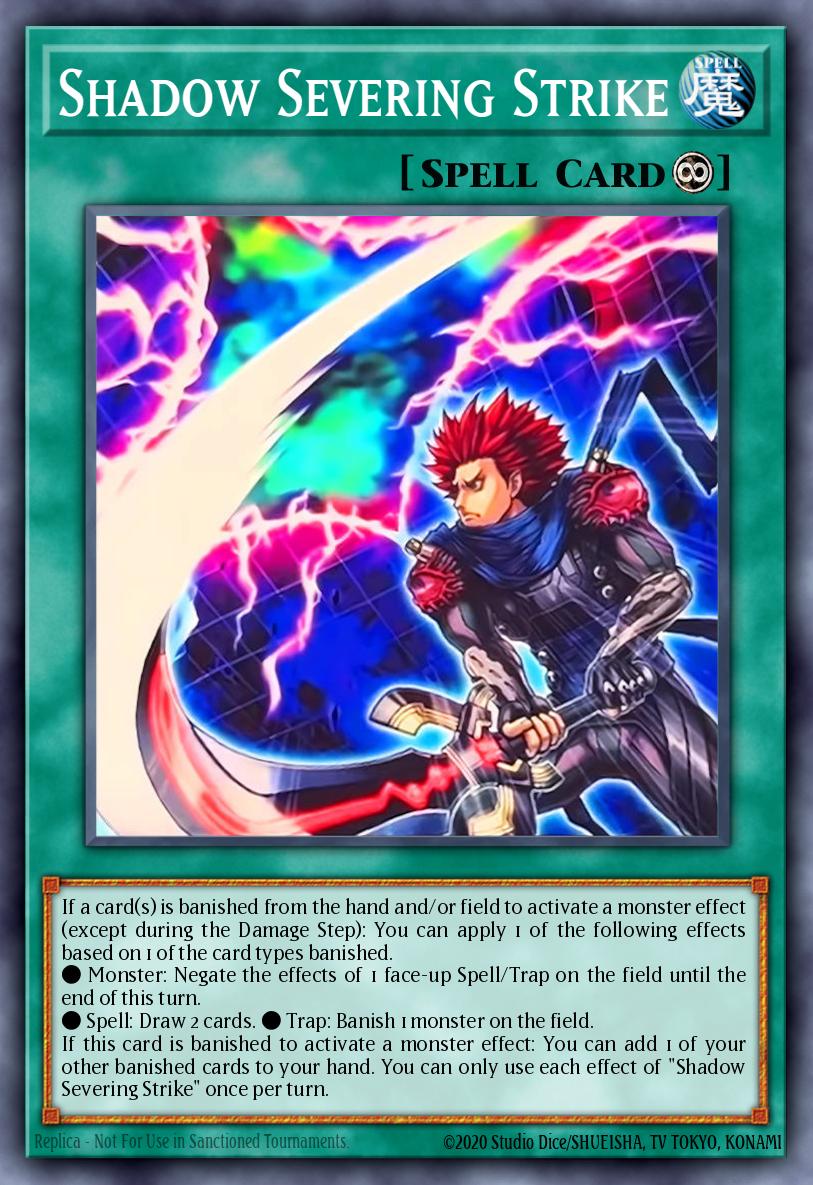 SHADOW SEVERING STRIKE
SPELL
魔
[SPELL CARD ∞]
If a card(s) is banished from the hand and/or field to activate a monster effect
(except during the Damage Step): You can apply 1 of the following effects
based on 1 of the card types banished.
● Monster: Negate the effects of 1 face-up Spell/Trap on the field until the
end of this turn.
● Spell: Draw 2 cards. ● Trap: Banish 1 monster on the field.
If this card is banished to activate a monster effect: You can add 1 of your
other banished cards to your hand. You can only use each effect of "Shadow
Severing Strike" once per turn.
Replica - Not For Use in Sanctioned Tournaments.
©2020 Studio Dice/SHUEISHA, TV TOKYO, KONAMI